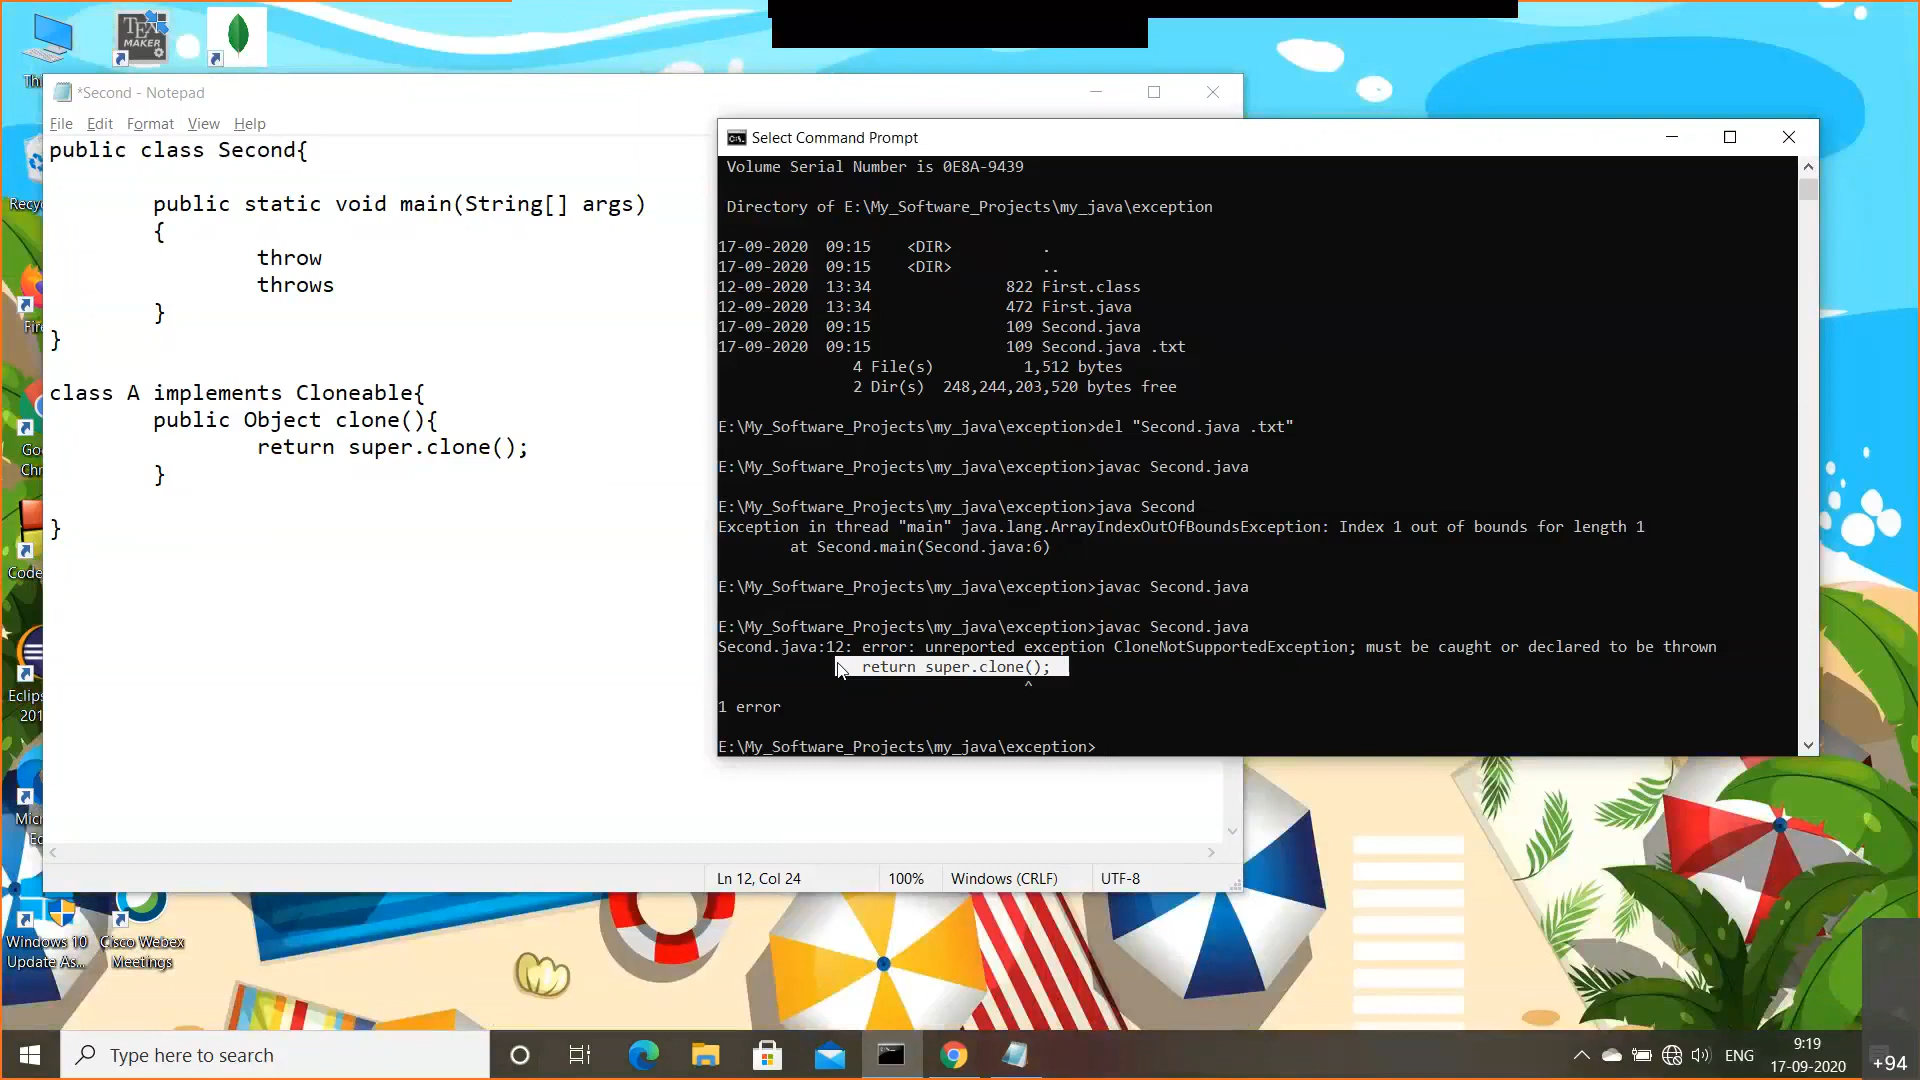 TEX
MAKER
*Second - Notepad
File Edit Format View Help
public class Second{
public static void main(String[] args)
{
throw
throws
}
}
class A implements Cloneable{
public Object clone(){
return super.clone();
}
}
Ln 12, Col 24
100%
Windows (CRLF)
UTF-8
Select Command Prompt
Volume Serial Number is 0E8A-9439
Directory of E:\My_Software_Projects\my_java\exception
17-09-2020 09:15 <DIR> .
17-09-2020 09:15 <DIR> ..
12-09-2020 13:34 822 First.class
12-09-2020 13:34 472 First.java
17-09-2020 09:15 109 Second.java
17-09-2020 09:15 109 Second.java .txt
4 File(s) 1,512 bytes
2 Dir(s) 248,244,203,520 bytes free
E:\My_Software_Projects\my_java\exception>del "Second.java .txt"
E:\My_Software_Projects\my_java\exception>javac Second.java
E:\My_Software_Projects\my_java\exception>java Second
Exception in thread "main" java.lang.ArrayIndexOutOfBoundsException: Index 1 out of bounds for length 1
at Second.main(Second.java:6)
E:\My_Software_Projects\my_java\exception>javac Second.java
E:\My_Software_Projects\my_java\exception>javac Second.java
Second.java:12: error: unreported exception CloneNotSupportedException; must be caught or declared to be thrown
return super.clone();
^
1 error
E:\My_Software_Projects\my_java\exception>
Windows 10
Update As...
Cisco Webex
Meetings
Type here to search
ENG
9:19
17-09-2020
+94